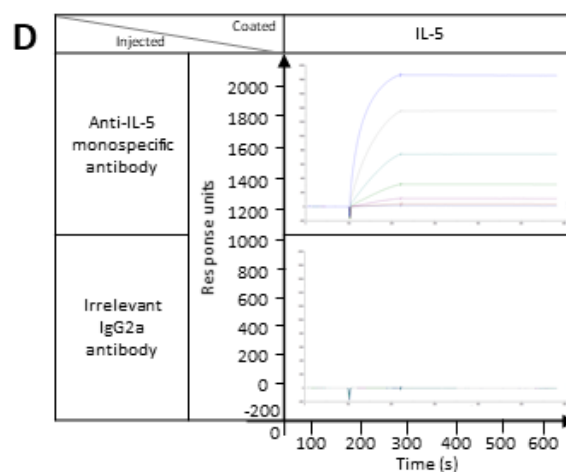 D
Coated
Injected
IL-5
Anti-IL-5
monospecific
antibody
Irrelevant
IgG2a
antibody
Response units
2000
1800
1600
1400
1200
1000
800
600
400
200
0
-200
0
100
200
300
400
500
600
Time (s)